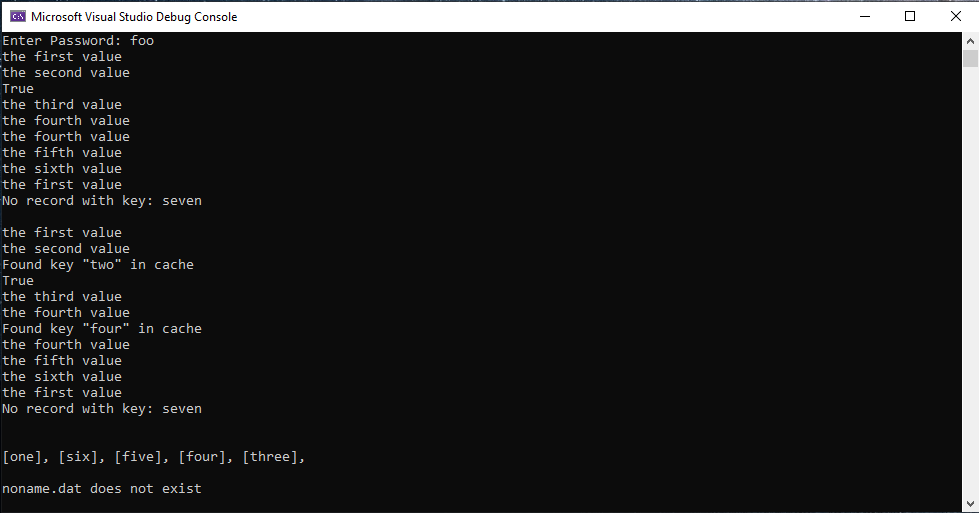 Microsoft Visual Studio Debug Console
Enter Password: foo
the first value
the second value
True
the third value
the fourth value
the fourth value
the fifth value
the sixth value
the first value
No record with key: seven
the first value
the second value
Found key "two" in cache
True
the third value
the fourth value
Found key "four" in cache
the fourth value
the fifth value
the sixth value
the first value
No record with key: seven
[one], [six], [five], [four], [three],
noname.dat does not exist